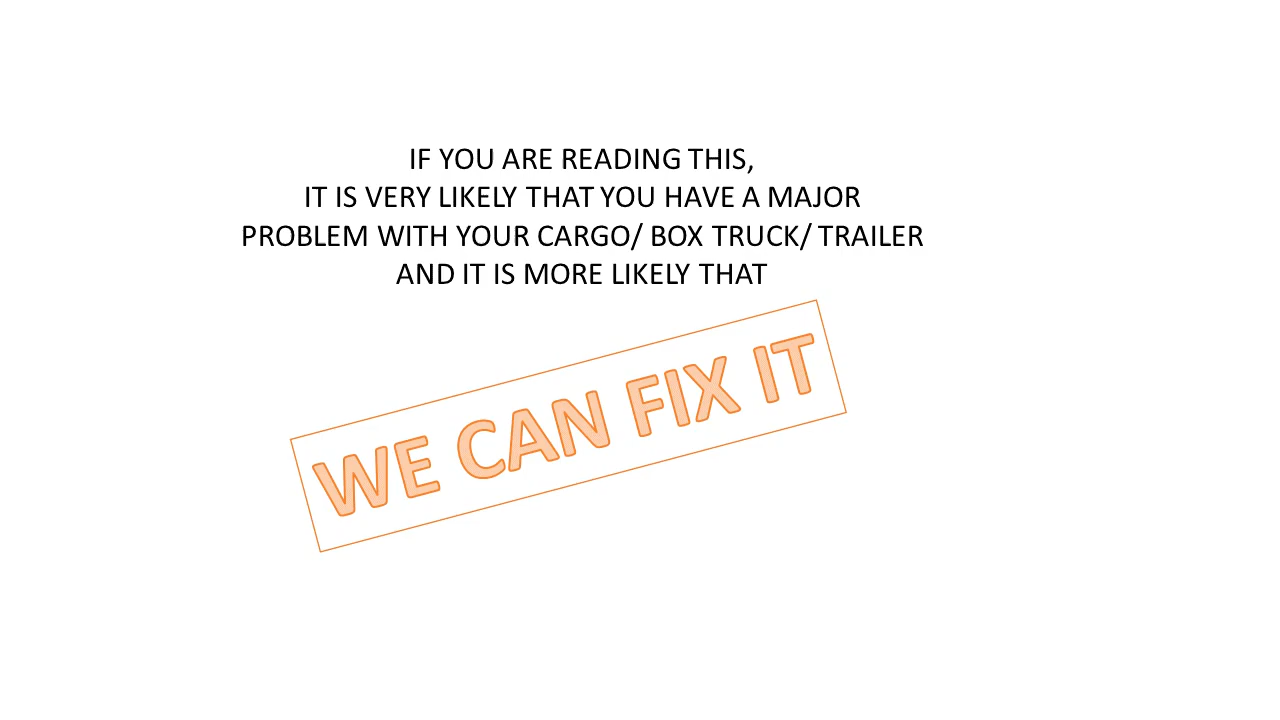 IF YOU ARE READING THIS,
IT IS VERY LIKELY THAT YOU HAVE A MAJOR
PROBLEM WITH YOUR CARGO/ BOX TRUCK/ TRAILER
AND IT IS MORE LIKELY THAT
WE CAN FIX IT